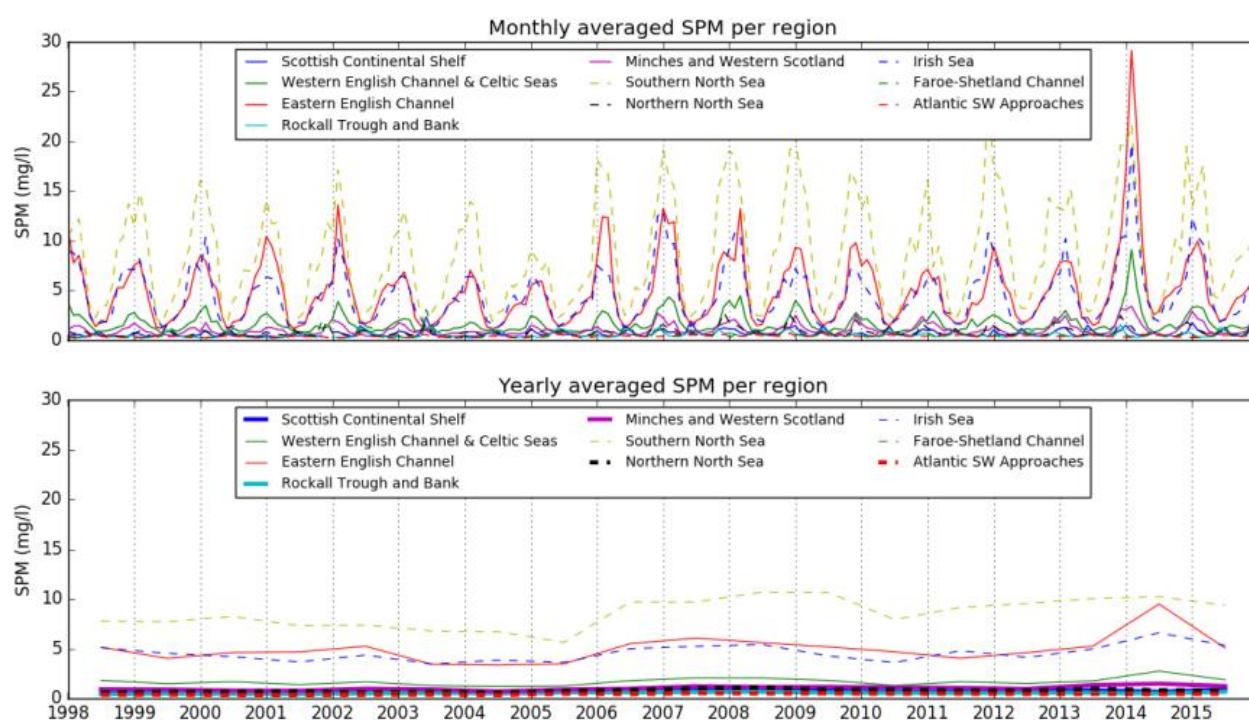 Monthly averaged SPM per region
30
25
20
15
10
5
0
SPM (mg/l)
Scottish Continental Shelf
Western English Channel & Celtic Seas
Eastern English Channel
Rockall Trough and Bank
Minches and Western Scotland
Southern North Sea
Northern North Sea
Irish Sea
Faroe-Shetland Channel
Atlantic SW Approaches
Yearly averaged SPM per region
30
25
20
15
10
5
0
SPM (mg/l)
Scottish Continental Shelf
Western English Channel & Celtic Seas
Eastern English Channel
Rockall Trough and Bank
Minches and Western Scotland
Southern North Sea
Northern North Sea
Irish Sea
Faroe-Shetland Channel
Atlantic SW Approaches
1998 1999 2000 2001 2002 2003 2004 2005 2006 2007 2008 2009 2010 2011 2012 2013 2014 2015